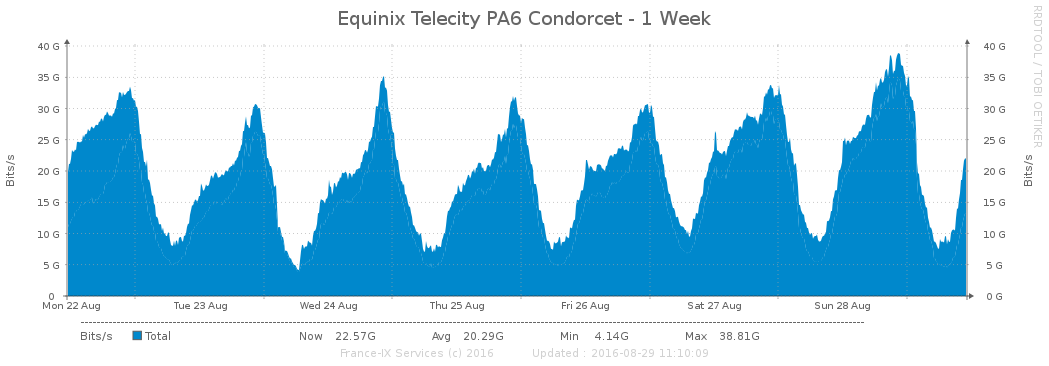 Equinix Telecity PA6 Condorcet - 1 Week
RRDTOOL / TOBI OETIKER
Bits/s
40 G 40 G
35 G 35 G
30 G 30 G
25 G 25 G
20 G 20 G
15 G 15 G
10 G 10 G
5 G 5 G
0 0 G
Bits/s
Mon 22 Aug Tue 23 Aug Wed 24 Aug Thu 25 Aug Fri 26 Aug Sat 27 Aug Sun 28 Aug
Bits/s Total Now 22.57G Avg 20.29G Min 4.14G Max 38.81G
France-IX Services (c) 2016 Updated : 2016-08-29 11:10:09